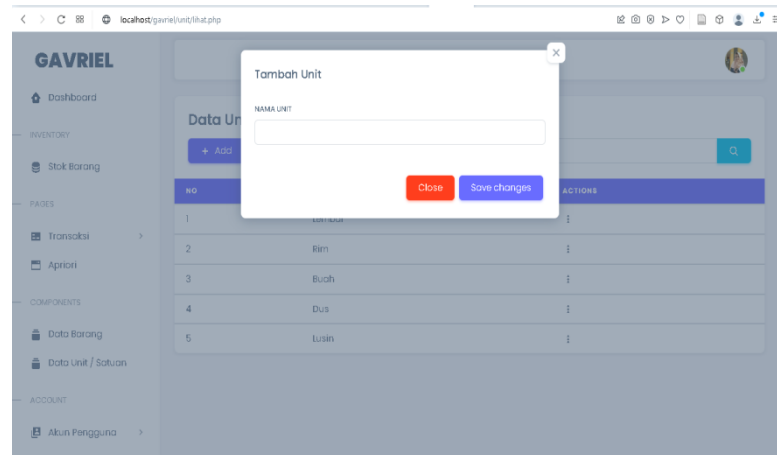 localhost/gavriel/unit/lihat.php
GAVRIEL
Dashboard
INVENTORY
Stok Barang
PAGES
Transaksi
Apriori
COMPONENTS
Data Barang
Data Unit / Satuan
ACCOUNT
Akun Pengguna
Tambah Unit
NAMA UNIT
Close
Save changes
Data Un
+ Add
NO
ACTIONS
1
2 Rim
3 Buah
4 Dus
5 Lusin